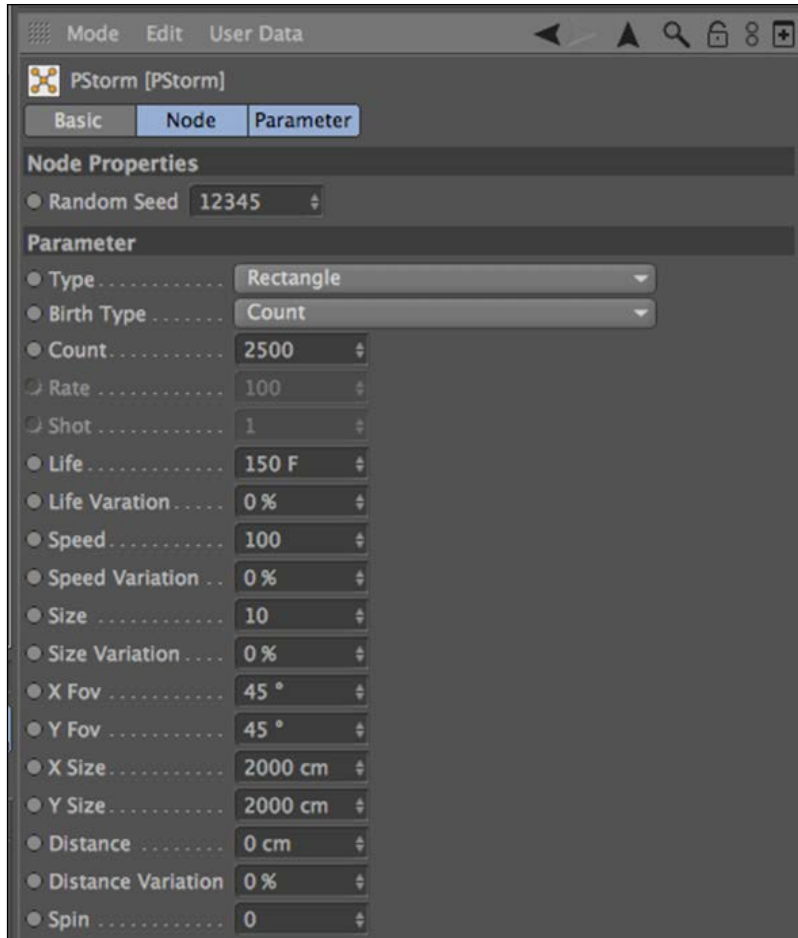 Mode Edit User Data
PStorm [PStorm]
Basic Node Parameter
Node Properties
Random Seed 12345
Parameter
Type............ Rectangle
Birth Type....... Count
Count........... 2500
Rate ............ 100
Shot............ 1
Life............. 150 F
Life Varation..... 0 %
Speed........... 100
Speed Variation .. 0 %
Size ............ 10
Size Variation.... 0 %
X Fov ........... 45 °
Y Fov ........... 45 °
X Size........... 2000 cm
Y Size........... 2000 cm
Distance ........ 0 cm
Distance Variation 0 %
Spin ............ 0